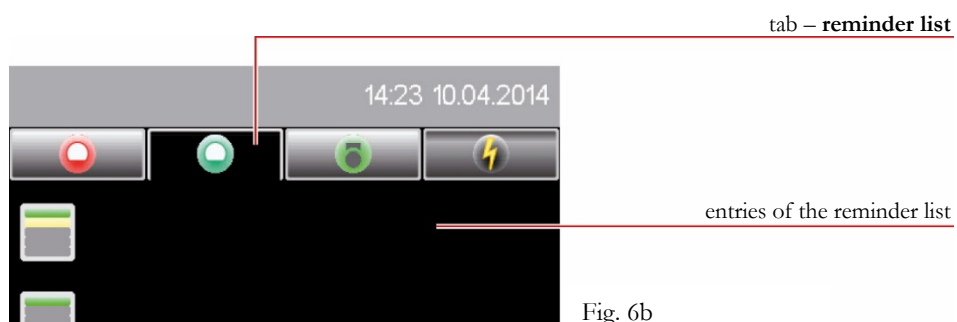 tab – reminder list
14:23 10.04.2014
entries of the reminder list
Fig. 6b